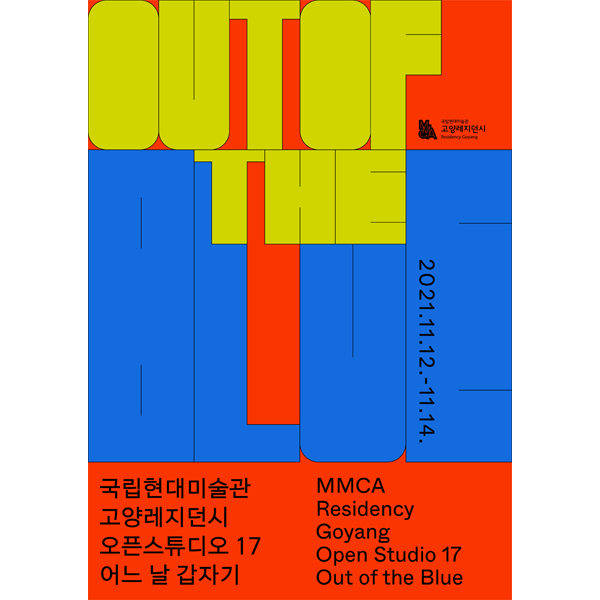 OUT OF
THE
BLUE
MMCA
국립현대미술관
고양레지던시
Residency Goyang
2021.11.12.-11.14.
국립현대미술관
고양레지던시
오픈스튜디오 17
어느 날 갑자기
MMCA
Residency
Goyang
Open Studio 17
Out of the Blue